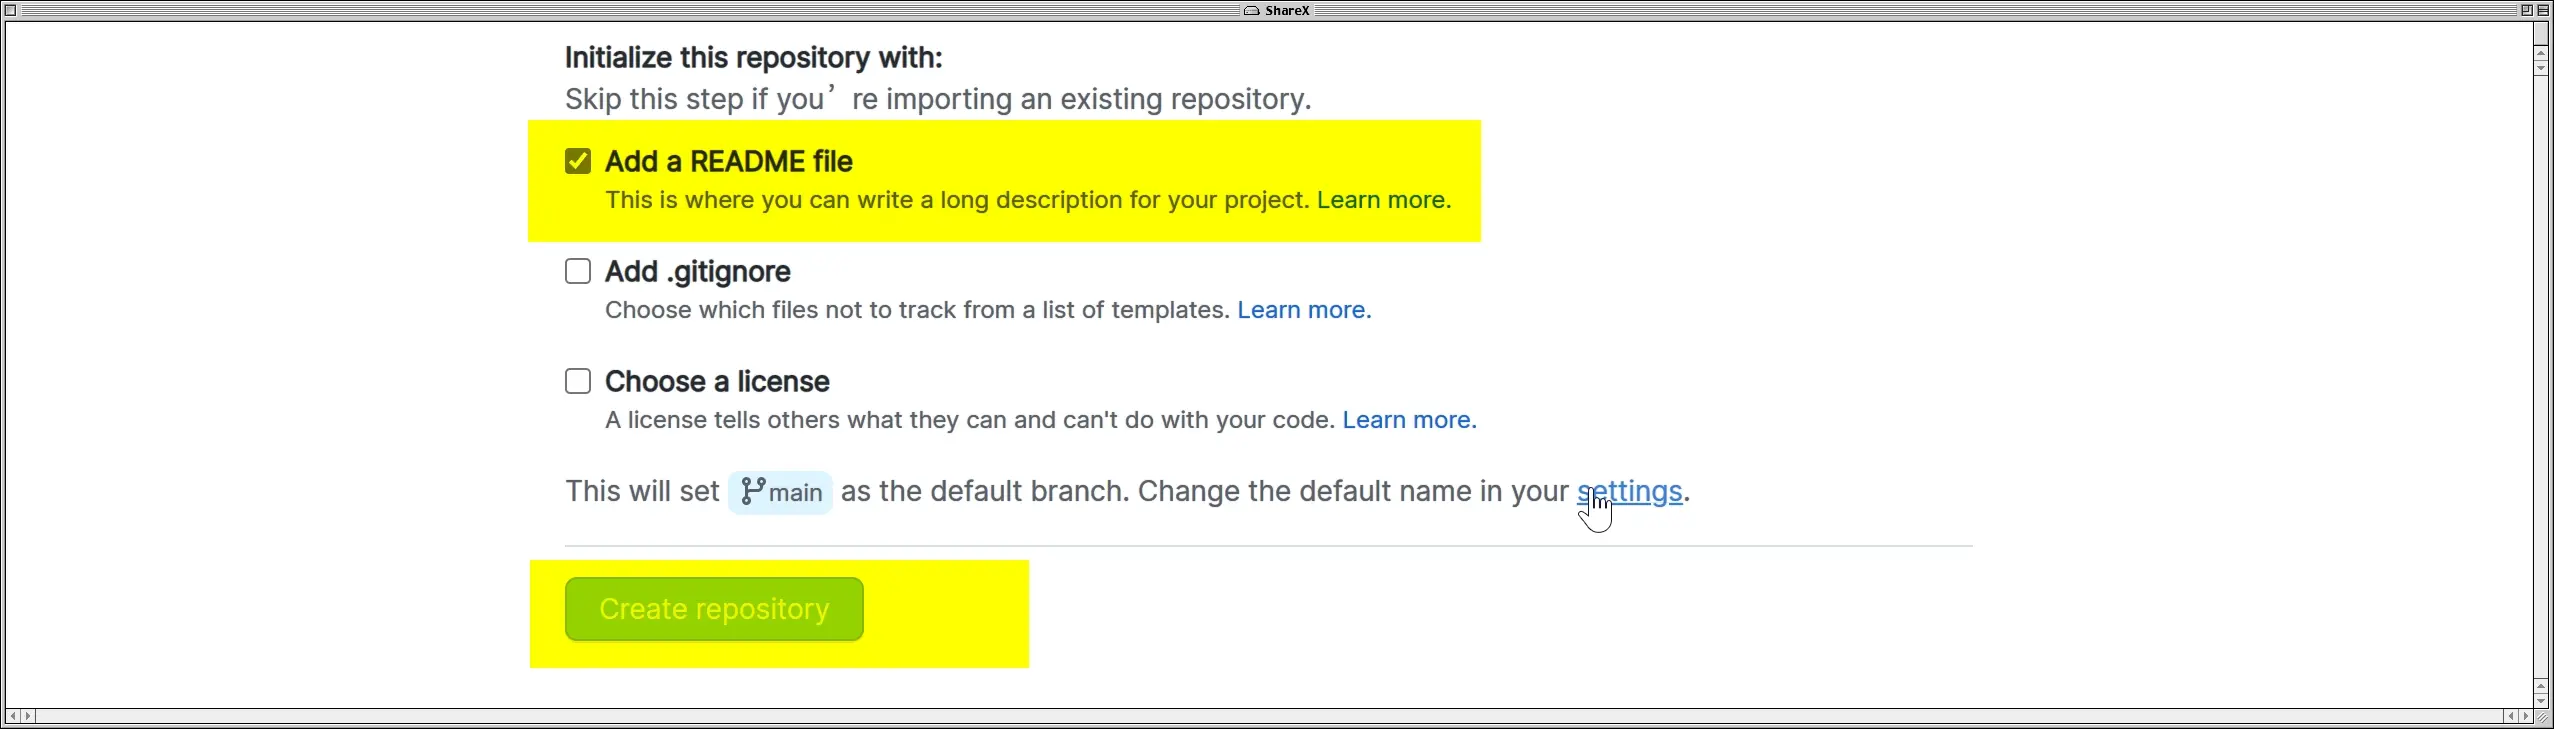 ShareX
Initialize this repository with:
Skip this step if you’ re importing an existing repository.
Add a README file
This is where you can write a long description for your project. Learn more.
Add .gitignore
Choose which files not to track from a list of templates. Learn more.
Choose a license
A license tells others what they can and can't do with your code. Learn more.
This will set main as the default branch. Change the default name in your settings.
Create repository